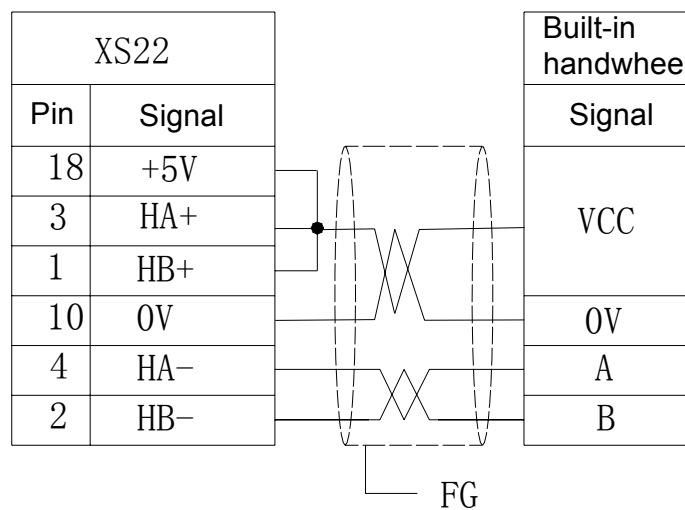 XS22
Pin Signal
18 +5V
3 HA+
1 HB+
10 0V
4 HA-
2 HB-
Built-in
handwhee
Signal
VCC
0V
A
B
FG